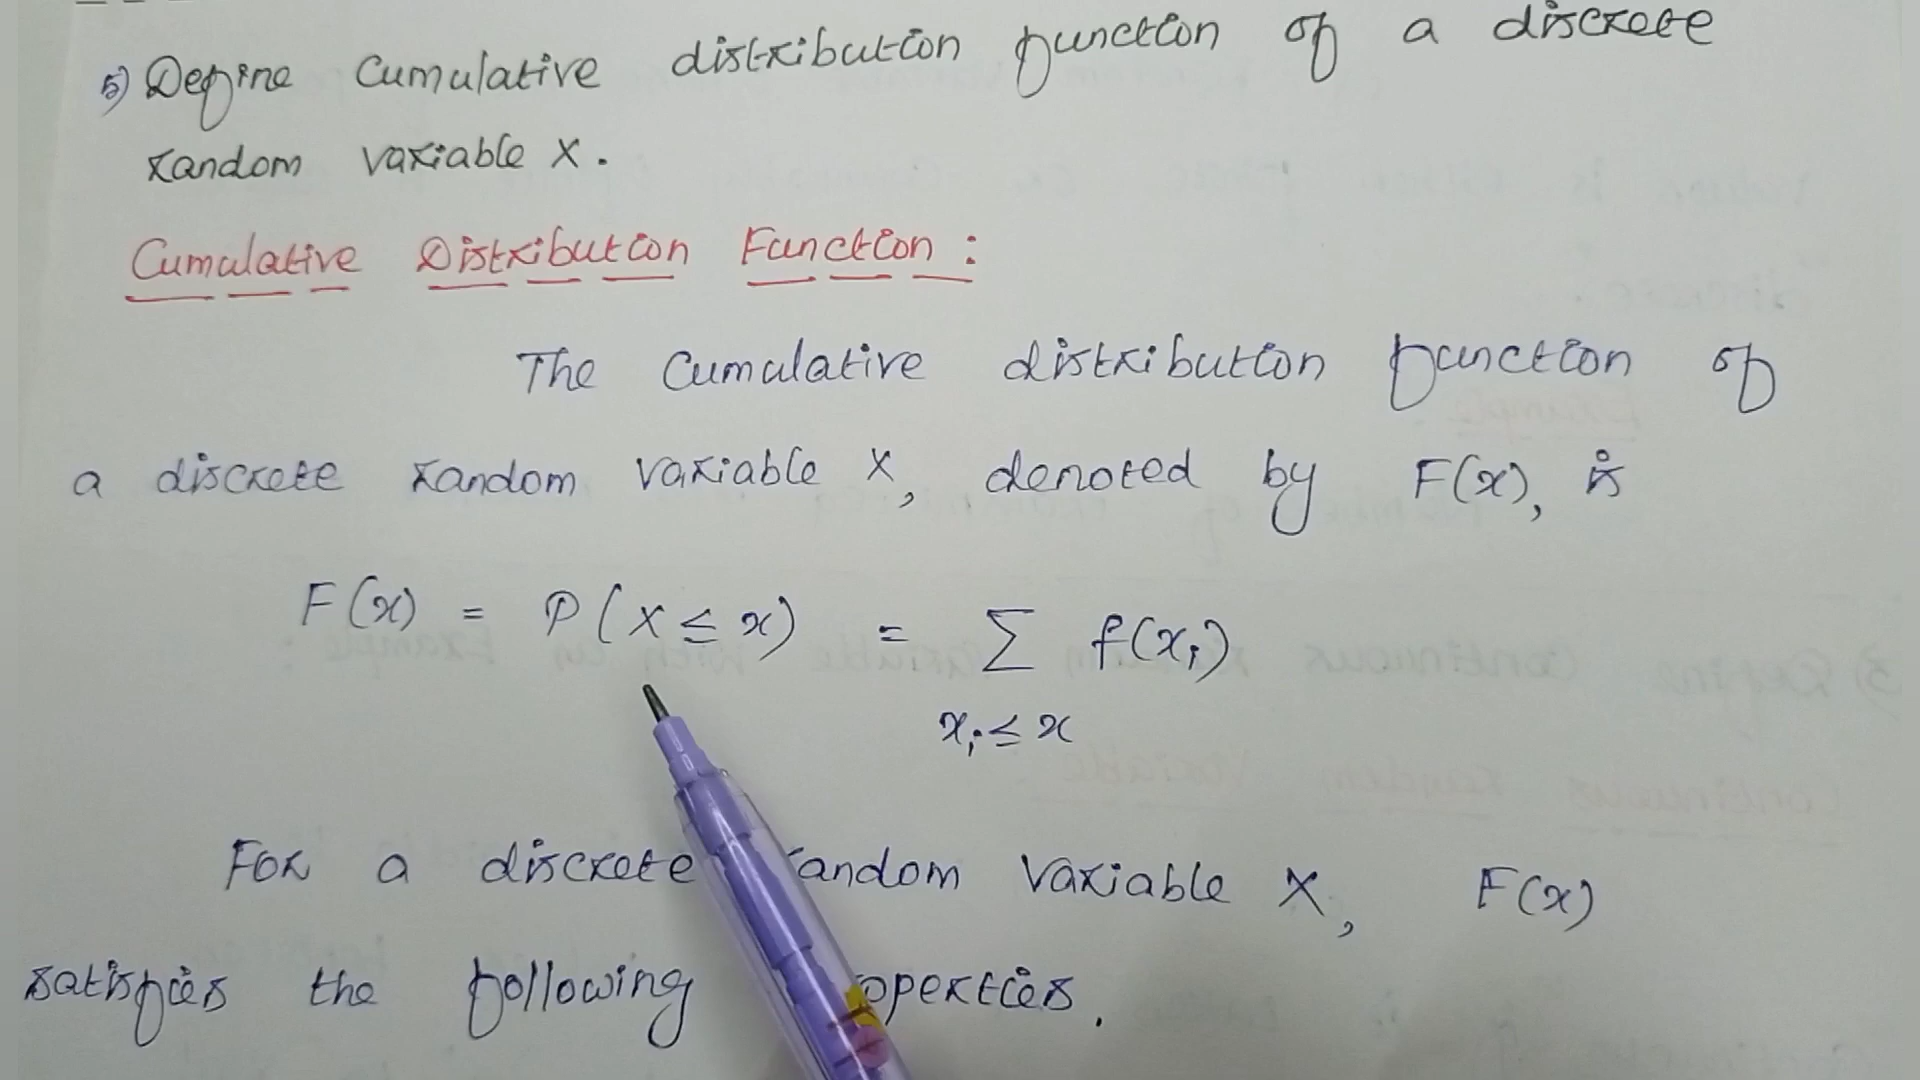 5) Define Cumulative distribution function of a discrete
random variable X.
Cumulative Distribution Function :
The Cumulative distribution function of
a discrete random variable X, denoted by F(x), is
F(x) = P(X ≤ x) = Σ f(xi)
xi ≤ x
For a discrete random variable X, F(x)
satisfies the following operties.